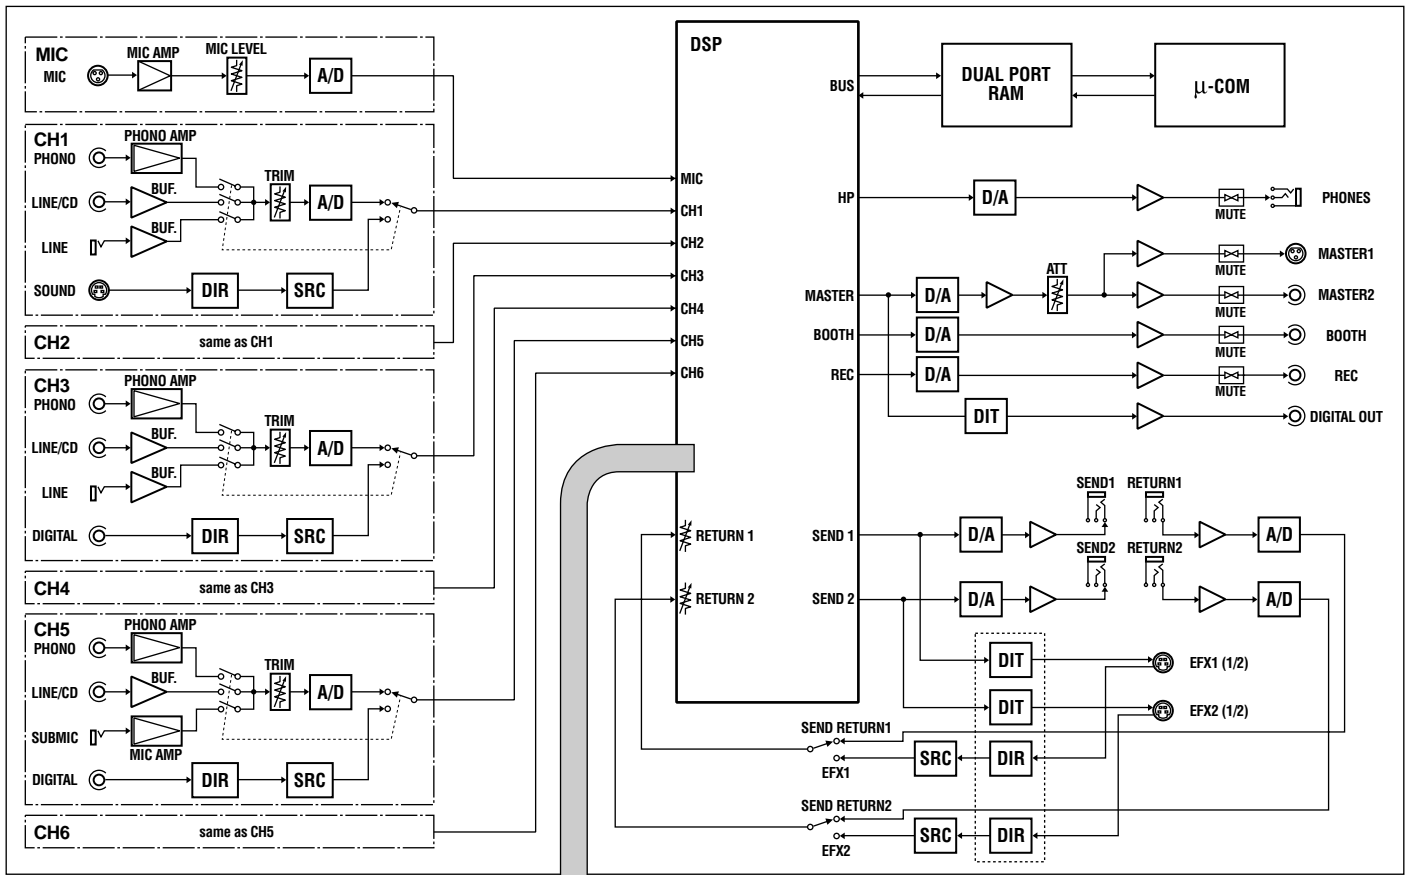 MIC
MIC
MIC AMP
MIC LEVEL
A/D
CH1
PHONO AMP
PHONO
LINE/CD
BUF.
TRIM
A/D
BUF.
LINE
SOUND
DIR
SRC
CH2
same as CH1
CH3
PHONO AMP
PHONO
LINE/CD
BUF.
TRIM
A/D
BUF.
LINE
DIGITAL
DIR
SRC
CH4
same as CH3
CH5
PHONO AMP
PHONO
LINE/CD
BUF.
TRIM
A/D
SUBMIC
MIC AMP
DIGITAL
DIR
SRC
CH6
same as CH5
DSP
MIC
CH1
CH2
CH3
CH4
CH5
CH6
RETURN 1
RETURN 2
BUS
HP
MASTER
BOOTH
REC
SEND 1
SEND 2
DUAL PORT
RAM
μ-COM
D/A
MUTE
PHONES
MUTE
MASTER1
D/A
ATT
MUTE
MASTER2
D/A
MUTE
BOOTH
D/A
MUTE
REC
DIT
DIGITAL OUT
SEND1
RETURN1
D/A
A/D
SEND2
RETURN2
D/A
A/D
DIT
EFX1 (1/2)
DIT
EFX2 (1/2)
SEND RETURN1
EFX1
SRC
DIR
SEND RETURN2
EFX2
SRC
DIR